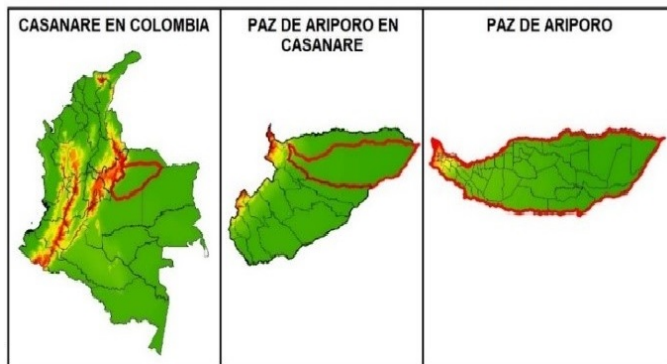 CASANARE EN COLOMBIA
PAZ DE ARIPORO EN
CASANARE
PAZ DE ARIPORO